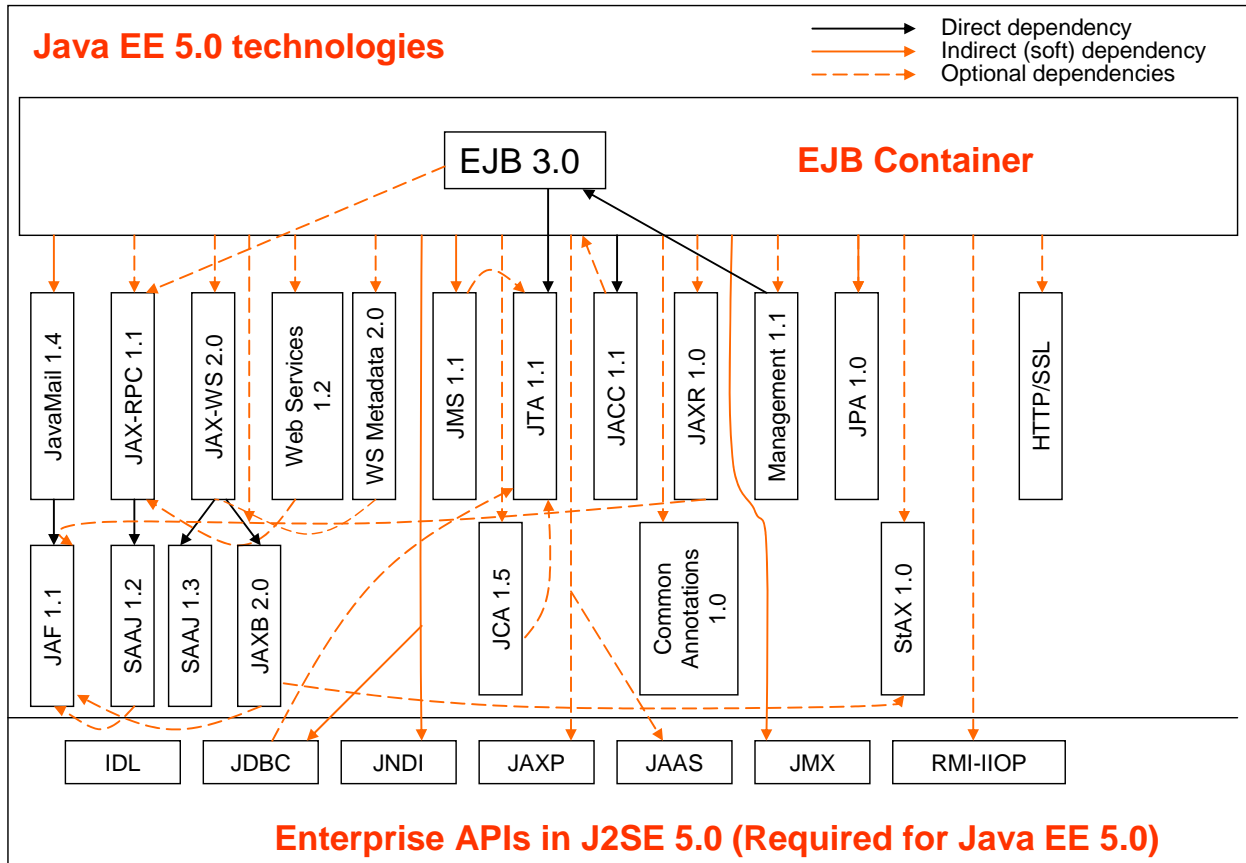 Java EE 5.0 technologies
Direct dependency
Indirect (soft) dependency
Optional dependencies
EJB 3.0
EJB Container
JavaMail 1.4
JAX-RPC 1.1
JAX-WS 2.0
Web Services
1.2
WS Metadata 2.0
JMS 1.1
JTA 1.1
JACC 1.1
JAXR 1.0
Management 1.1
JPA 1.0
HTTP/SSL
JAF 1.1
SAAJ 1.2
SAAJ 1.3
JAXB 2.0
JCA 1.5
Common
Annotations
1.0
StAX 1.0
IDL
JDBC
JNDI
JAXP
JAAS
JMX
RMI-IIOP
Enterprise APIs in J2SE 5.0 (Required for Java EE 5.0)